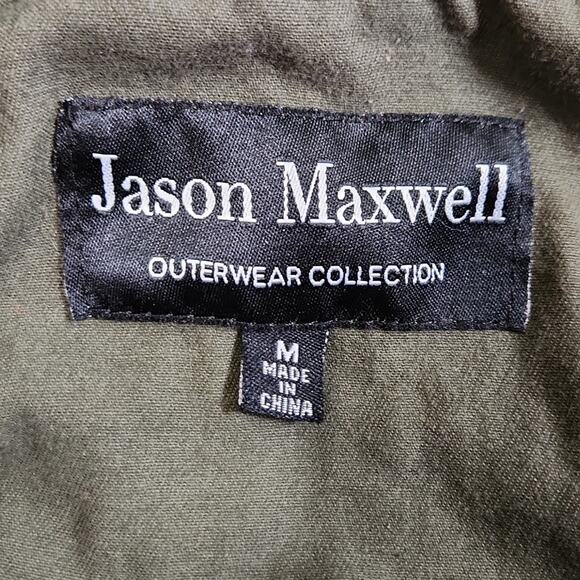 Jason Maxwell
OUTERWEAR COLLECTION
M
MADE
IN
CHINA